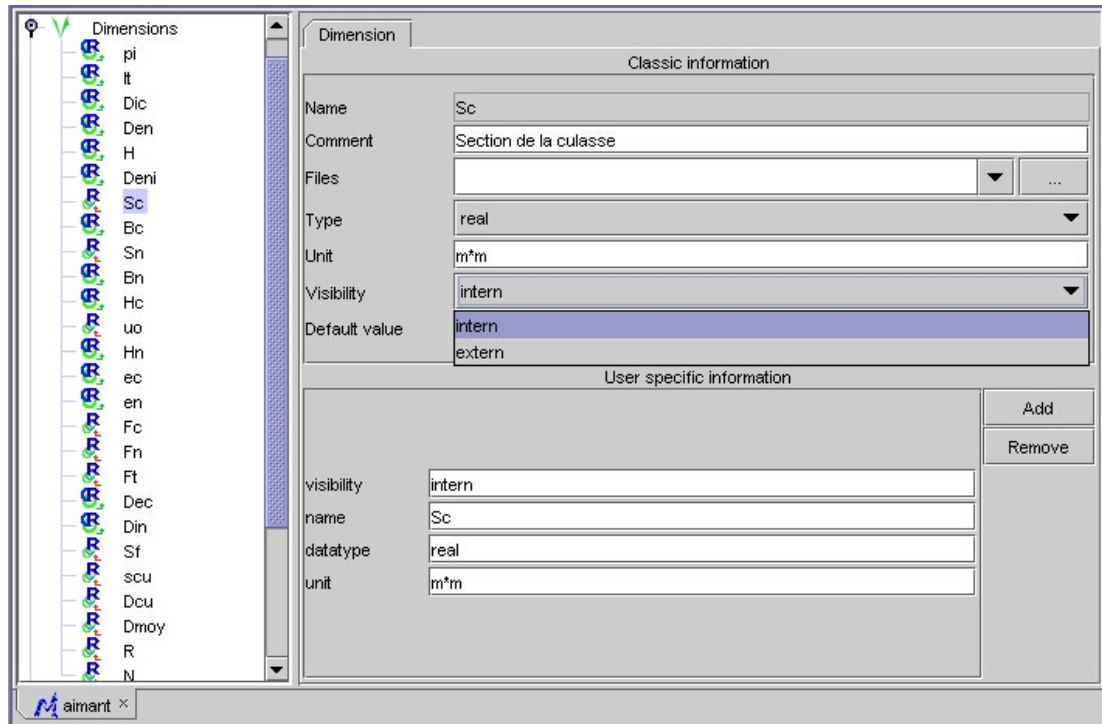 Dimensions
pi
lt
Dic
Den
H
Deni
Sc
Bc
Sn
Bn
Hc
uo
Hn
ec
en
Fc
Fn
Ft
Dec
Din
Sf
scu
Dcu
Dmoy
R
N
Dimension
Classic information
Name Sc
Comment Section de la culasse
Files ...
Type real
Unit m*m
Visibility intern
Default value intern
extern
User specific information
Add
Remove
visibility intern
name Sc
datatype real
unit m*m
aimant ×